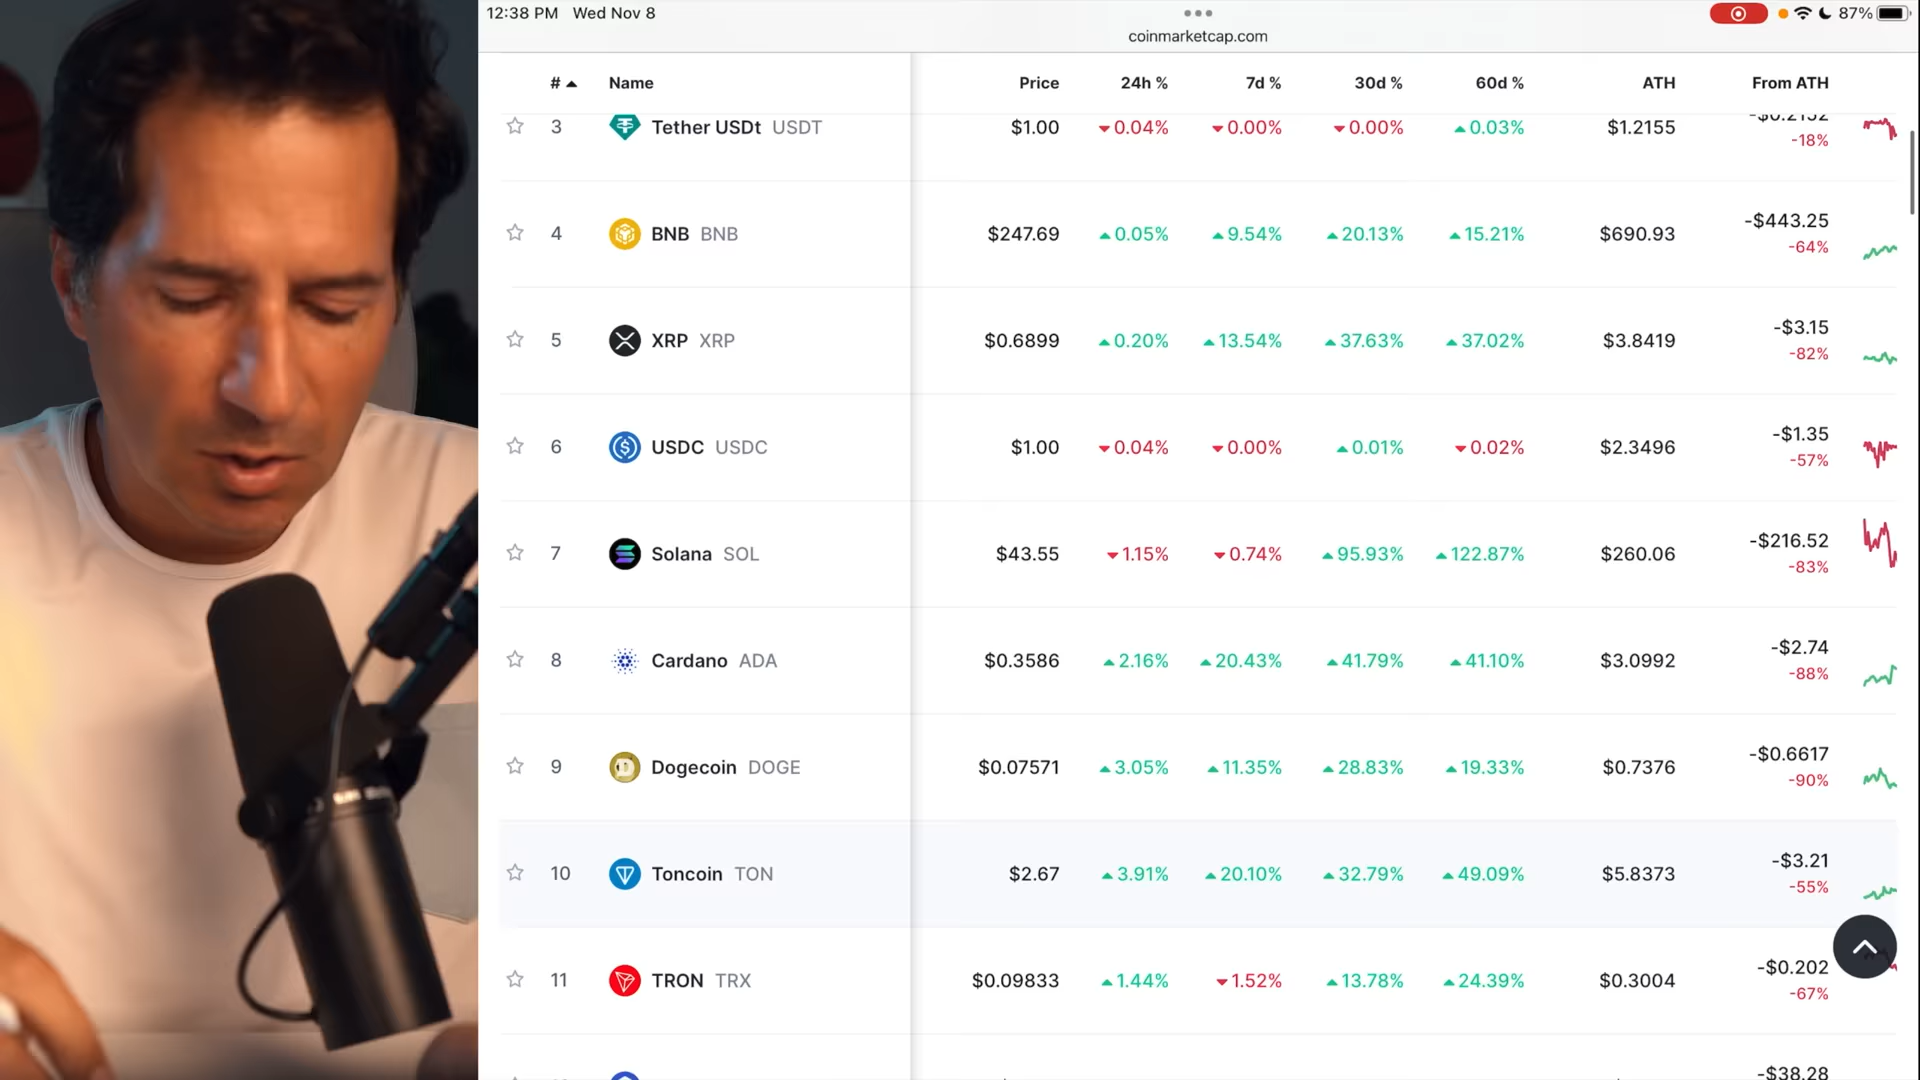 12:38 PM Wed Nov 8
87%
coinmarketcap.com
# Name Price 24h % 7d % 30d % 60d % ATH From ATH
3 Tether USDt USDT $1.00 0.04% 0.00% 0.00% 0.03% $1.2155 -$0.2152
-18%
4 BNB BNB $247.69 0.05% 9.54% 20.13% 15.21% $690.93 -$443.25
-64%
5 XRP XRP $0.6899 0.20% 13.54% 37.63% 37.02% $3.8419 -$3.15
-82%
6 USDC USDC $1.00 0.04% 0.00% 0.01% 0.02% $2.3496 -$1.35
-57%
7 Solana SOL $43.55 1.15% 0.74% 95.93% 122.87% $260.06 -$216.52
-83%
8 Cardano ADA $0.3586 2.16% 20.43% 41.79% 41.10% $3.0992 -$2.74
-88%
9 Dogecoin DOGE $0.07571 3.05% 11.35% 28.83% 19.33% $0.7376 -$0.6617
-90%
10 Toncoin TON $2.67 3.91% 20.10% 32.79% 49.09% $5.8373 -$3.21
-55%
11 TRON TRX $0.09833 1.44% 1.52% 13.78% 24.39% $0.3004 -$0.202
-67%
-$38.28